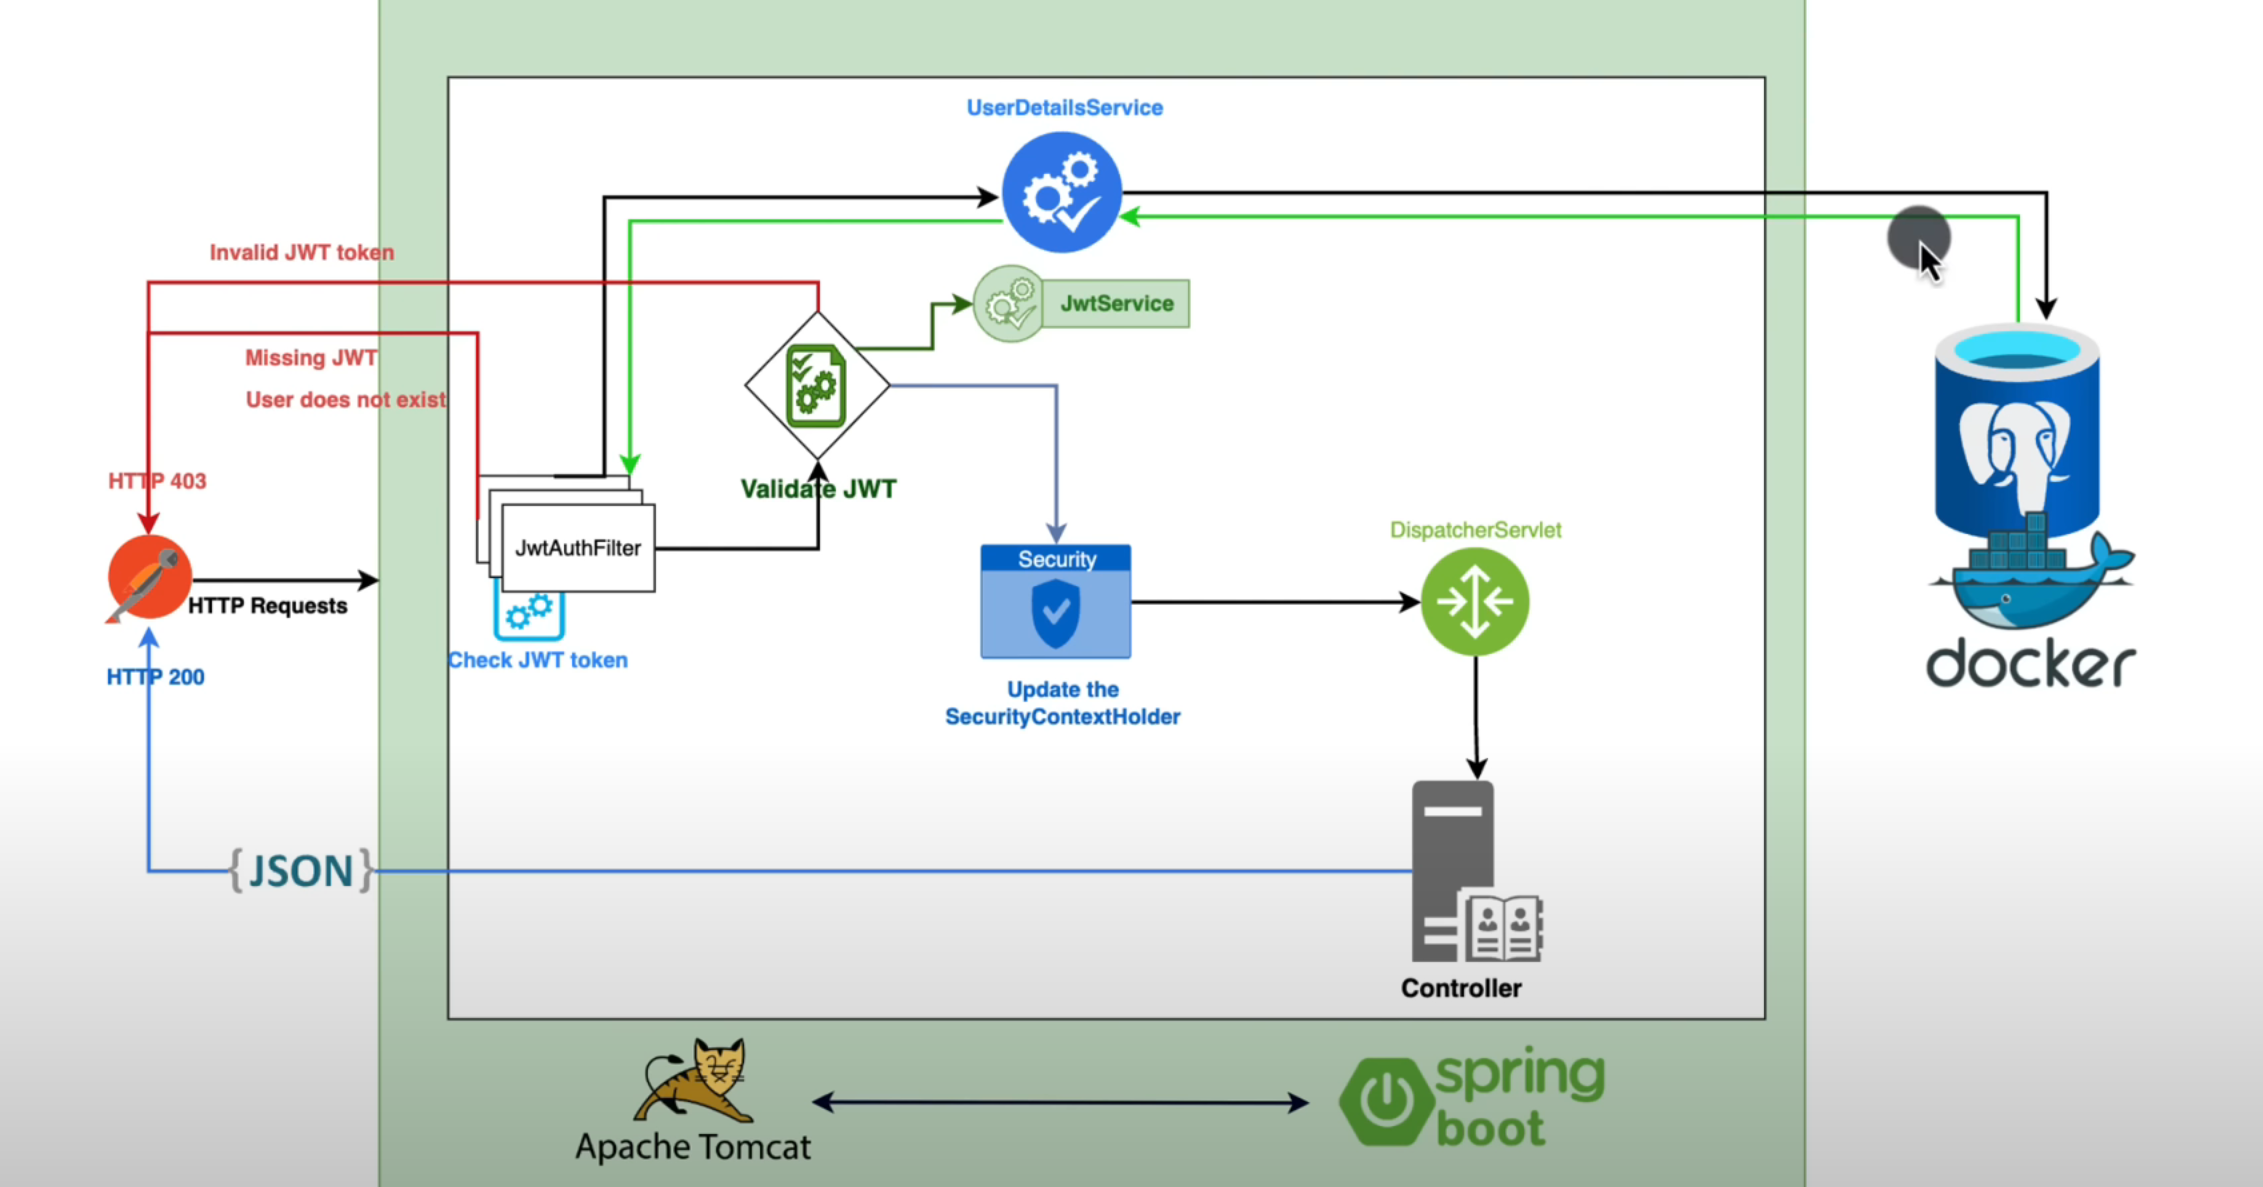 UserDetailsService
Invalid JWT token
JwtService
Missing JWT
User does not exist
HTTP 403
Validate JWT
JwtAuthFilter
HTTP Requests
Check JWT token
HTTP 200
Security
Update the
SecurityContextHolder
DispatcherServlet
docker
{JSON}
Controller
Apache Tomcat
spring
boot